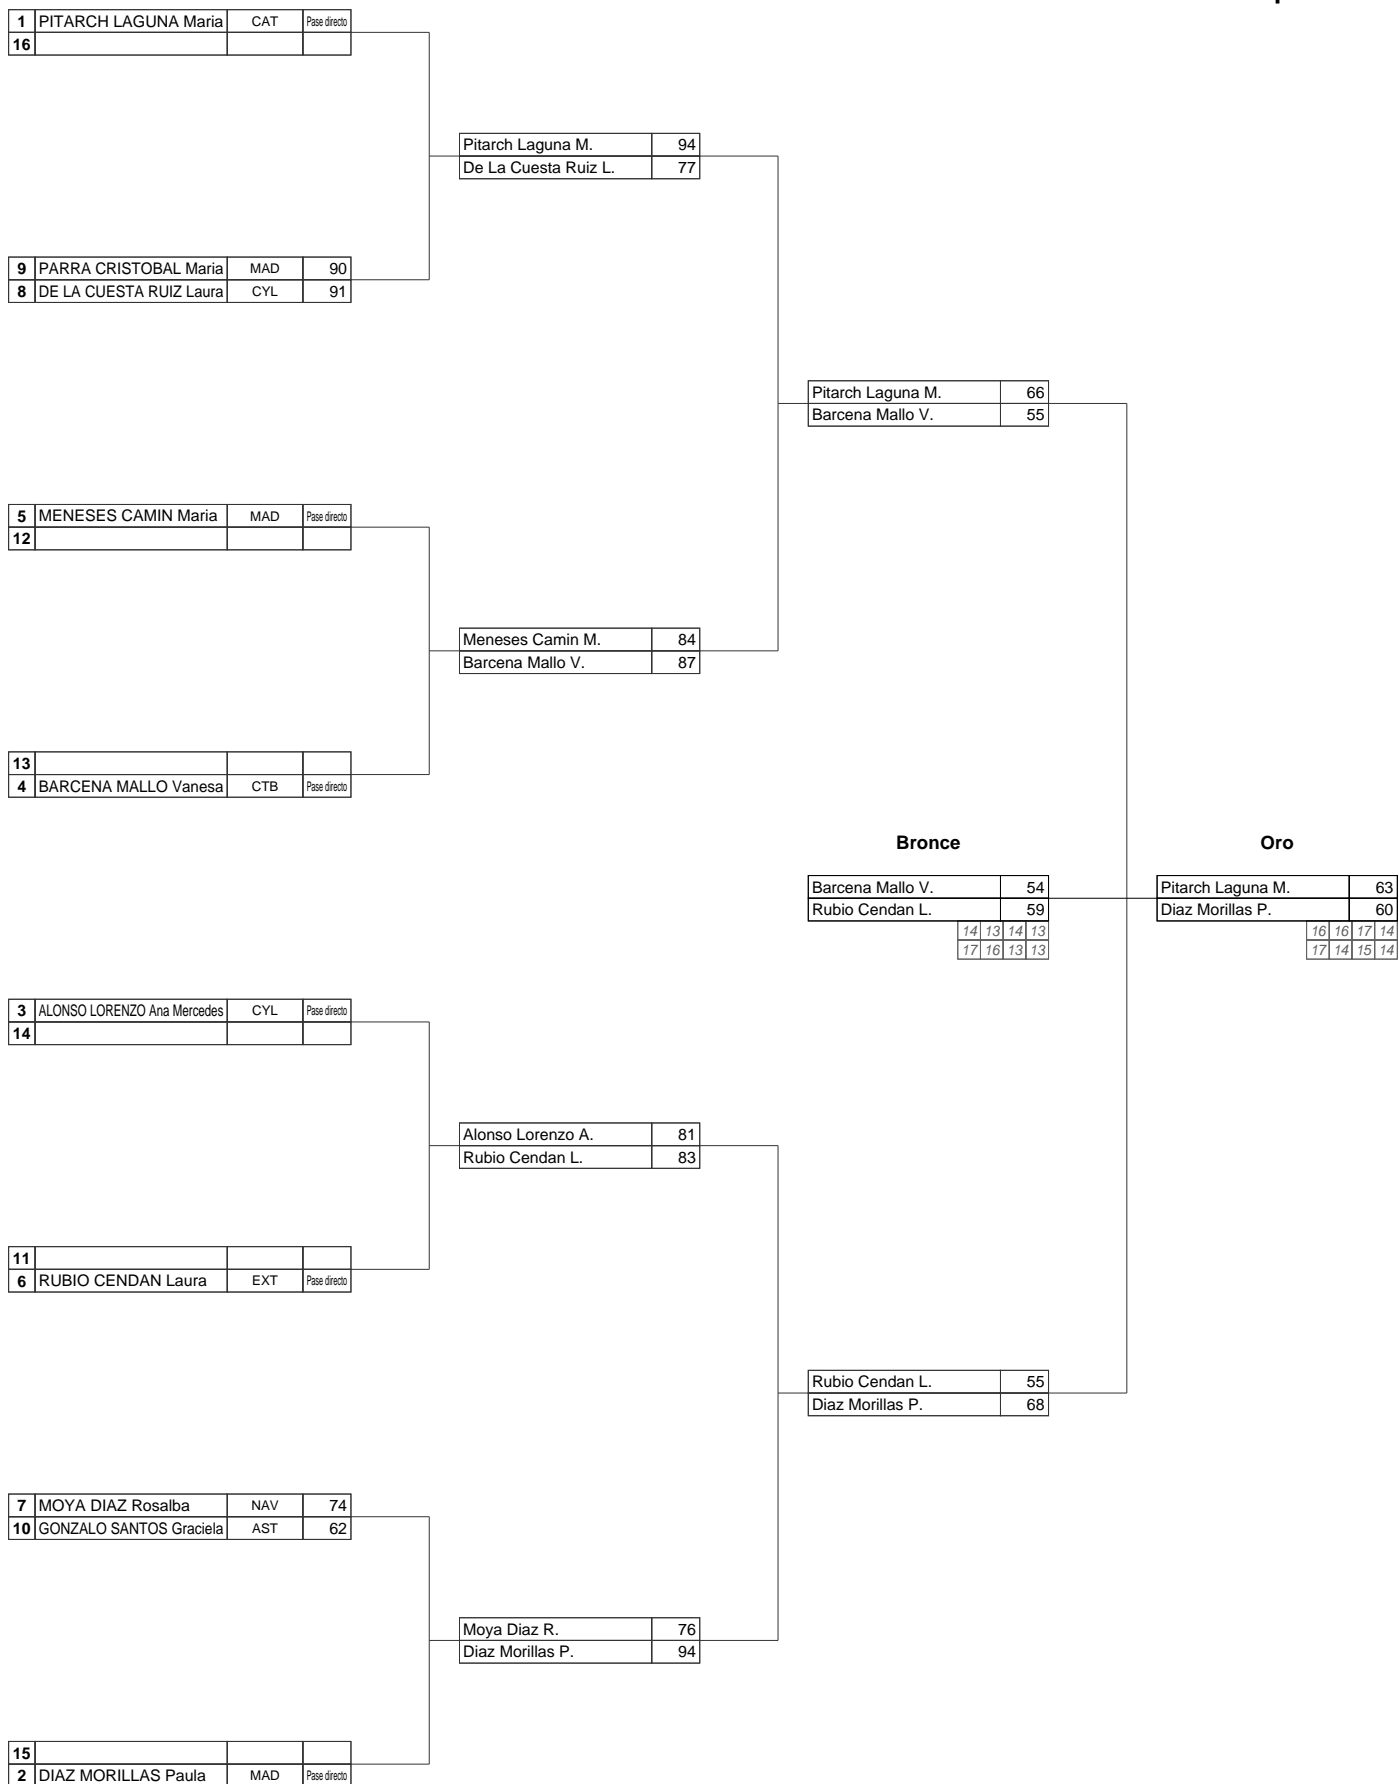 1 PITARCH LAGUNA Maria CAT Pase directo
16
Pitarch Laguna M. 94
De La Cuesta Ruiz L. 77
9 PARRA CRISTOBAL Maria MAD 90
8 DE LA CUESTA RUIZ Laura CYL 91
Pitarch Laguna M. 66
Barcena Mallo V. 55
5 MENESES CAMIN Maria MAD Pase directo
12
Meneses Camin M. 84
Barcena Mallo V. 87
13
4 BARCENA MALLO Vanesa CTB Pase directo
Bronce Oro
Barcena Mallo V. 54 Pitarch Laguna M. 63
Rubio Cendan L. 59 Diaz Morillas P. 60
14 13 14 13 16 16 17 14
17 16 13 13 17 14 15 14
3 ALONSO LORENZO Ana Mercedes CYL Pase directo
14
Alonso Lorenzo A. 81
Rubio Cendan L. 83
11
6 RUBIO CENDAN Laura EXT Pase directo
Rubio Cendan L. 55
Diaz Morillas P. 68
7 MOYA DIAZ Rosalba NAV 74
10 GONZALO SANTOS Graciela AST 62
Moya Diaz R. 76
Diaz Morillas P. 94
15
2 DIAZ MORILLAS Paula MAD Pase directo